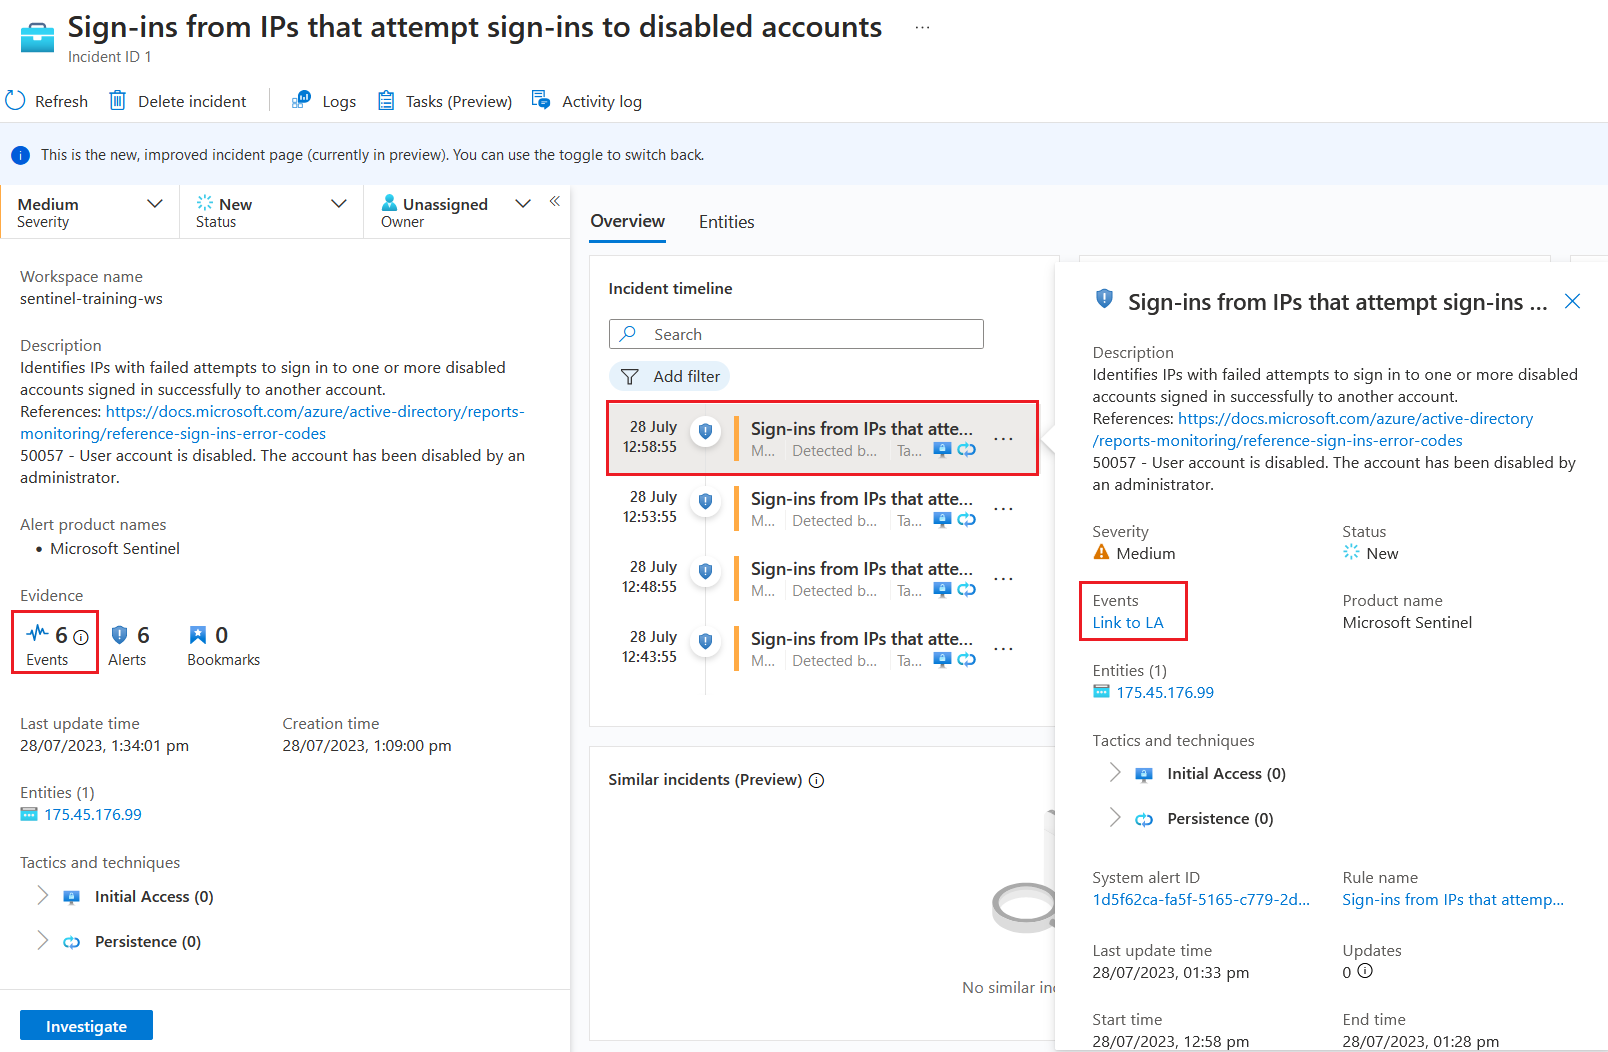 Sign-ins from IPs that attempt sign-ins to disabled accounts ...
Incident ID 1
Refresh Delete incident Logs Tasks (Preview) Activity log
This is the new, improved incident page (currently in preview). You can use the toggle to switch back.
Medium
Severity
New
Status
Unassigned
Owner
Workspace name
sentinel-training-ws
Description
Identifies IPs with failed attempts to sign in to one or more disabled
accounts signed in successfully to another account.
References: https://docs.microsoft.com/azure/active-directory/reports-
monitoring/reference-sign-ins-error-codes
50057 - User account is disabled. The account has been disabled by an
administrator.
Alert product names
• Microsoft Sentinel
Evidence
6
Events
6
Alerts
0
Bookmarks
Last update time
28/07/2023, 1:34:01 pm
Creation time
28/07/2023, 1:09:00 pm
Entities (1)
175.45.176.99
Tactics and techniques
Initial Access (0)
Persistence (0)
Investigate
Overview Entities
Incident timeline
Search
Add filter
28 July
12:58:55
Sign-ins from IPs that atte...
M... Detected b... Ta...
28 July
12:53:55
Sign-ins from IPs that atte...
M... Detected b... Ta...
28 July
12:48:55
Sign-ins from IPs that atte...
M... Detected b... Ta...
28 July
12:43:55
Sign-ins from IPs that atte...
M... Detected b... Ta...
Similar incidents (Preview)
No similar in
Sign-ins from IPs that attempt sign-ins ...
Description
Identifies IPs with failed attempts to sign in to one or more disabled
accounts signed in successfully to another account.
References: https://docs.microsoft.com/azure/active-directory
/reports-monitoring/reference-sign-ins-error-codes
50057 - User account is disabled. The account has been disabled by
an administrator.
Severity
Medium
Status
New
Events
Link to LA
Product name
Microsoft Sentinel
Entities (1)
175.45.176.99
Tactics and techniques
Initial Access (0)
Persistence (0)
System alert ID
1d5f62ca-fa5f-5165-c779-2d...
Rule name
Sign-ins from IPs that attemp...
Last update time
28/07/2023, 01:33 pm
Updates
0
Start time
28/07/2023, 12:58 pm
End time
28/07/2023, 01:28 pm